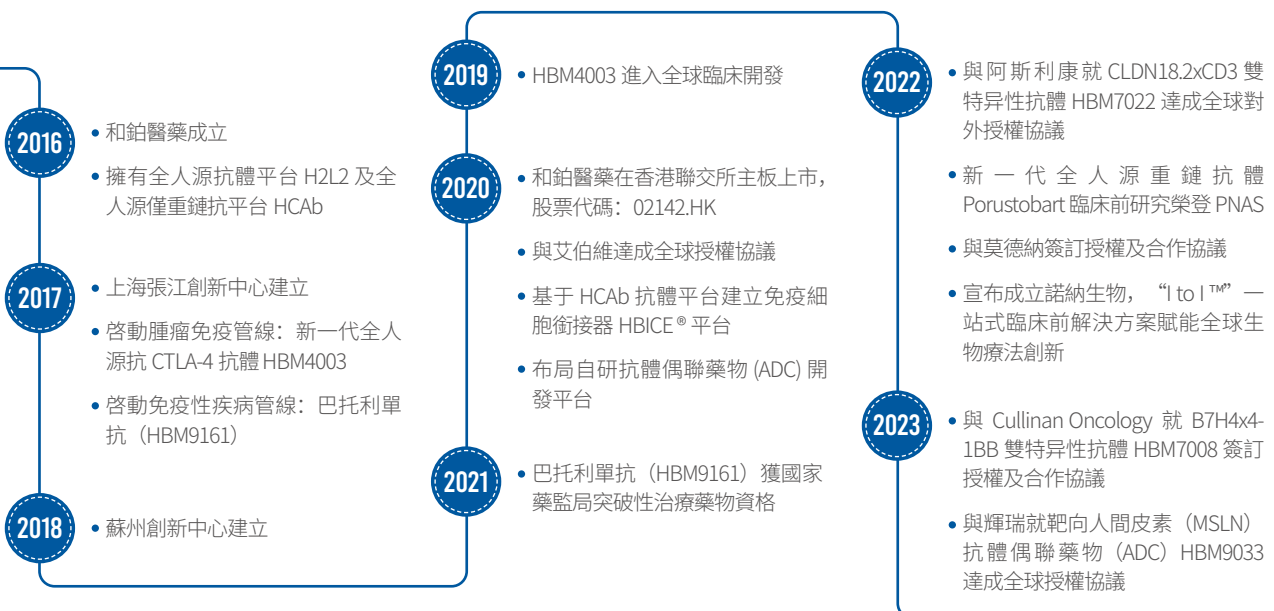 2016
• 和鉑醫藥成立
• 擁有全人源抗體平台 H2L2 及全
人源僅重鏈抗平台 HCAb
2017
• 上海張江創新中心建立
• 啓動腫瘤免疫管線：新一代全人
源抗 CTLA-4 抗體 HBM4003
• 啓動免疫性疾病管線：巴托利單
抗（HBM9161）
2018
• 蘇州創新中心建立
2019
• HBM4003 進入全球臨床開發
2020
• 和鉑醫藥在香港聯交所主板上市，
股票代碼：02142.HK
• 與艾伯維達成全球授權協議
• 基于 HCAb 抗體平台建立免疫細
胞銜接器 HBICE® 平台
• 布局自研抗體偶聯藥物 (ADC) 開
發平台
2021
• 巴托利單抗（HBM9161）獲國家
藥監局突破性治療藥物資格
2022
• 與阿斯利康就 CLDN18.2xCD3 雙
特异性抗體 HBM7022 達成全球對
外授權協議
• 新一代全人源重鏈抗體
Porustobart 臨床前研究榮登 PNAS
• 與莫德納簽訂授權及合作協議
• 宣布成立諾納生物，“I to I ™”一
站式臨床前解決方案賦能全球生
物療法創新
2023
• 與 Cullinan Oncology 就 B7H4x4-
1BB 雙特异性抗體 HBM7008 簽訂
授權及合作協議
• 與輝瑞就靶向人間皮素（MSLN）
抗體偶聯藥物（ADC）HBM9033
達成全球授權協議